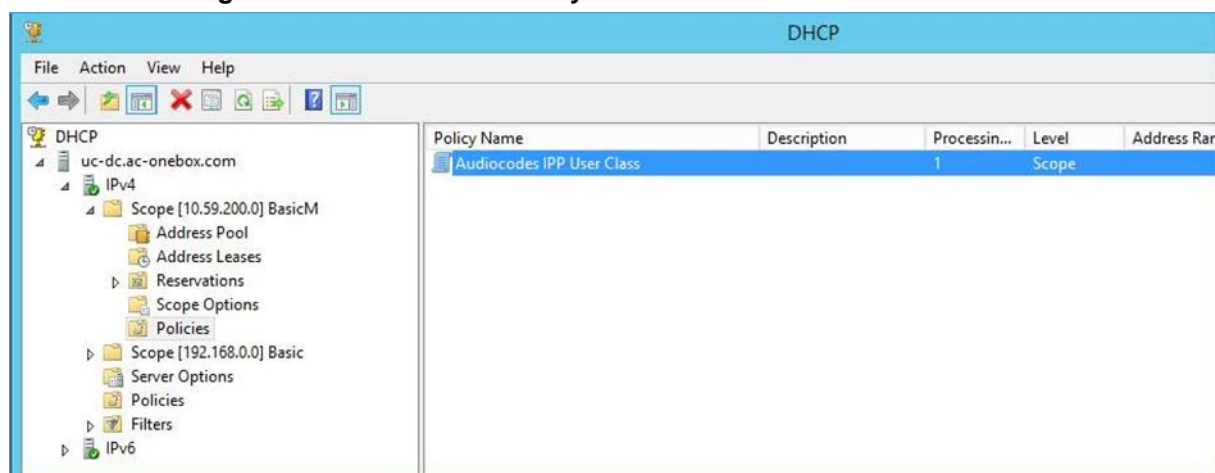 DHCP
File Action View Help
DHCP
uc-dc.ac-onebox.com
IPv4
Scope [10.59.200.0] BasicM
Address Pool
Address Leases
Reservations
Scope Options
Policies
Scope [192.168.0.0] Basic
Server Options
Policies
Filters
IPv6
Policy Name Description Processin... Level Address Ran
Audiocodes IPP User Class 1 Scope